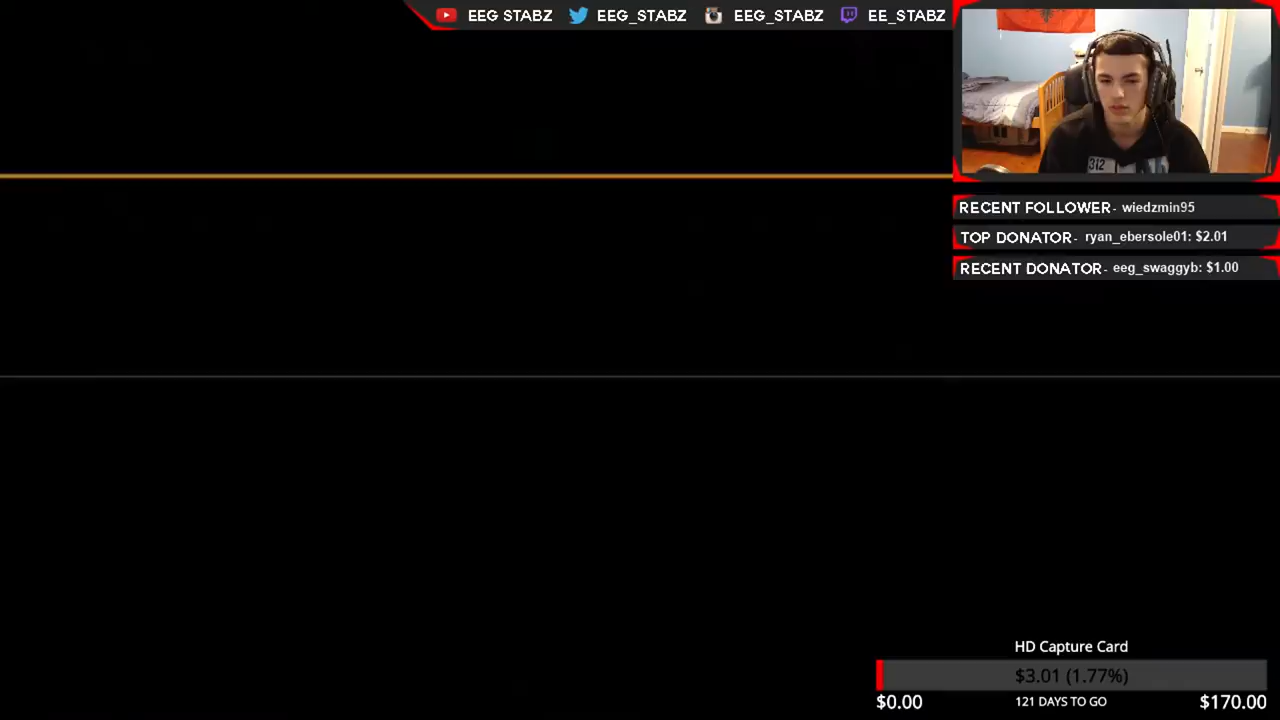 EEG STABZ EEG_STABZ EEG_STABZ EE_STABZ
312
RECENT FOLLOWER- wiedzmin95
TOP DONATOR- ryan_ebersole01: $2.01
RECENT DONATOR- eeg_swaggyb: $1.00
HD Capture Card
$3.01 (1.77%)
$0.00 121 DAYS TO GO $170.00